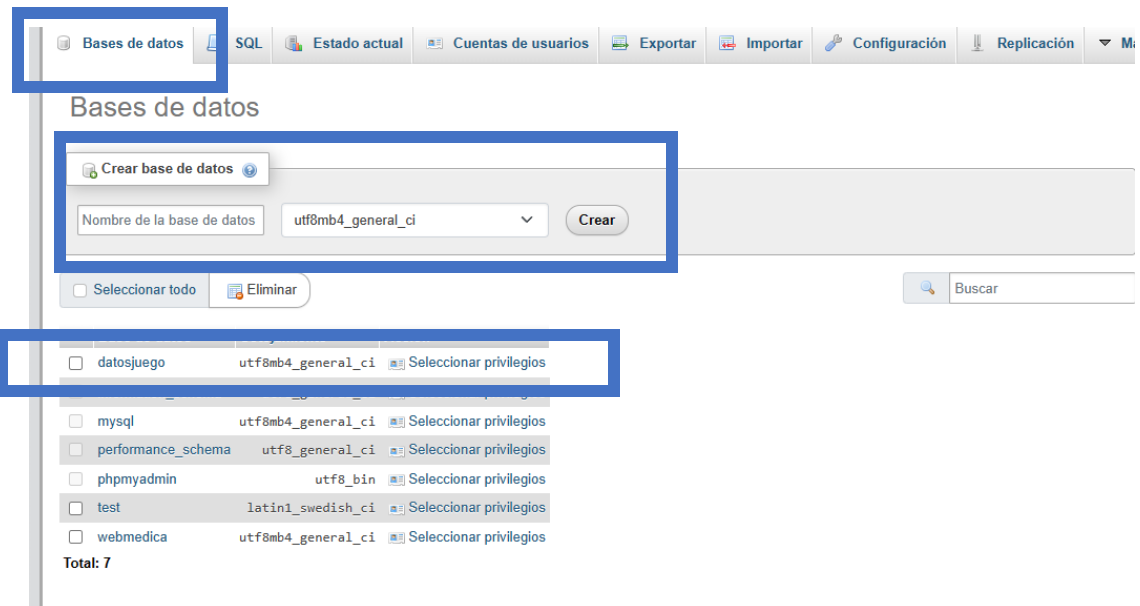 Bases de datos SQL Estado actual Cuentas de usuarios Exportar Importar Configuración Replicación
Bases de datos
Crear base de datos
Nombre de la base de datos utf8mb4_general_ci Crear
Seleccionar todo Eliminar Buscar
datosjuego utf8mb4_general_ci Seleccionar privilegios
mysql utf8mb4_general_ci Seleccionar privilegios
performance_schema utf8_general_ci Seleccionar privilegios
phpmyadmin utf8_bin Seleccionar privilegios
test latin1_swedish_ci Seleccionar privilegios
webmedica utf8mb4_general_ci Seleccionar privilegios
Total: 7